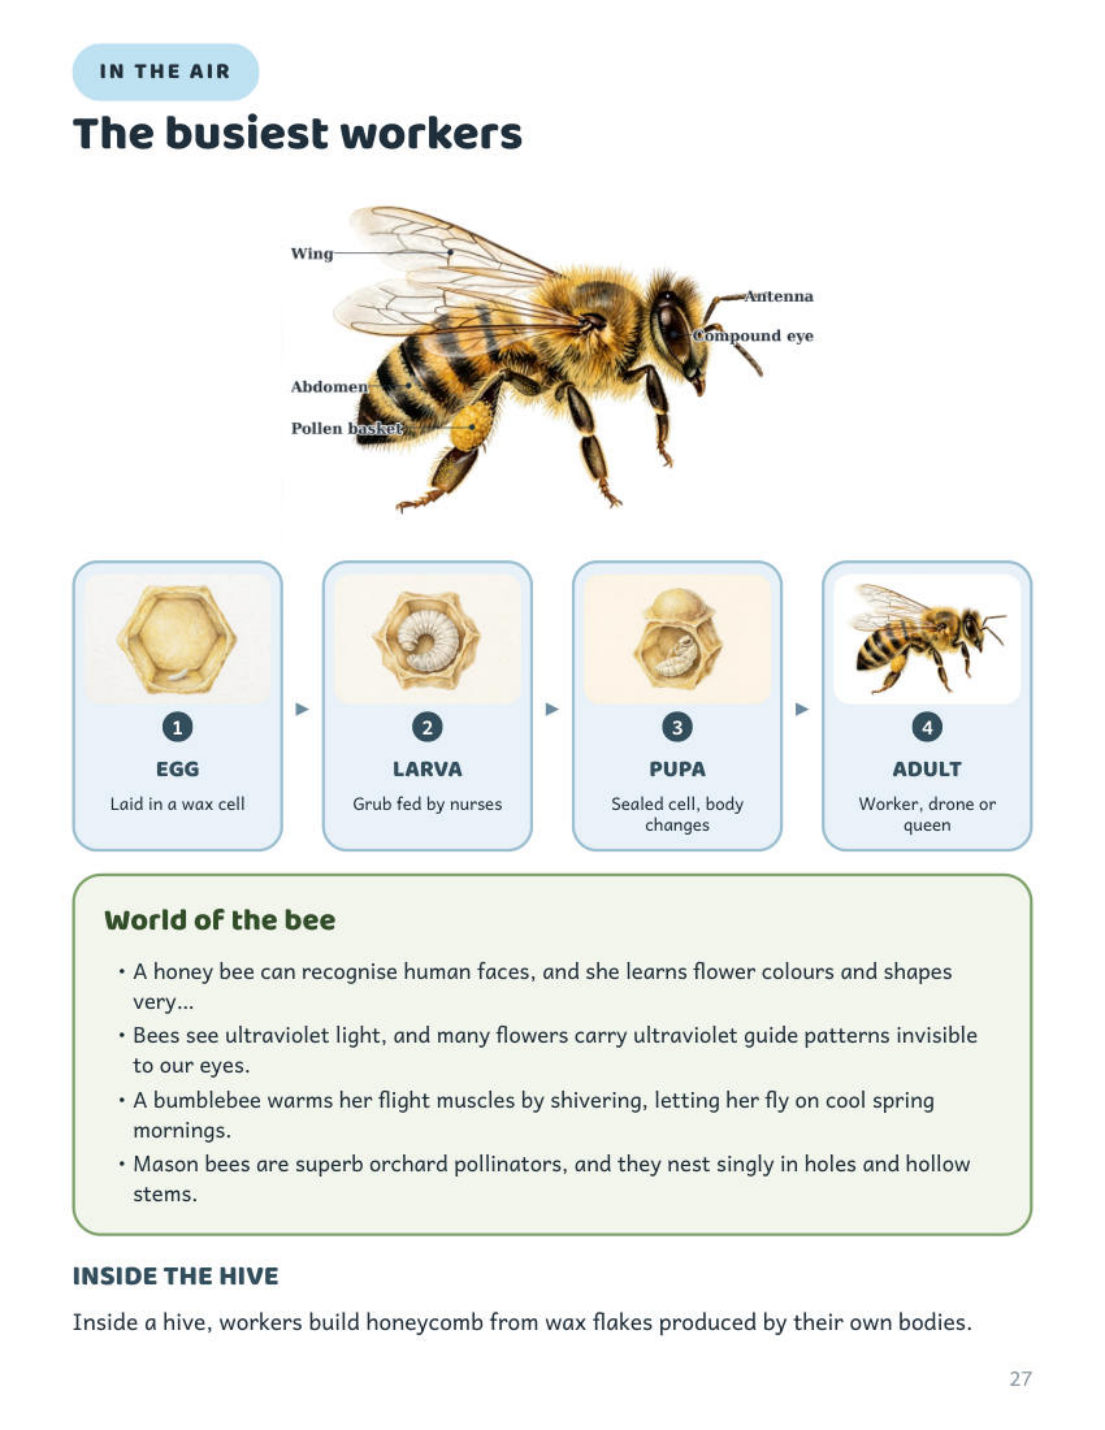 IN THE AIR
The busiest workers
Wing
Antenna
Compound eye
Abdomen
Pollen basket
1
EGG
Laid in a wax cell
2
LARVA
Grub fed by nurses
3
PUPA
Sealed cell, body
changes
4
ADULT
Worker, drone or
queen
World of the bee
• A honey bee can recognise human faces, and she learns flower colours and shapes
very...
• Bees see ultraviolet light, and many flowers carry ultraviolet guide patterns invisible
to our eyes.
• A bumblebee warms her flight muscles by shivering, letting her fly on cool spring
mornings.
• Mason bees are superb orchard pollinators, and they nest singly in holes and hollow
stems.
INSIDE THE HIVE
Inside a hive, workers build honeycomb from wax flakes produced by their own bodies.
27